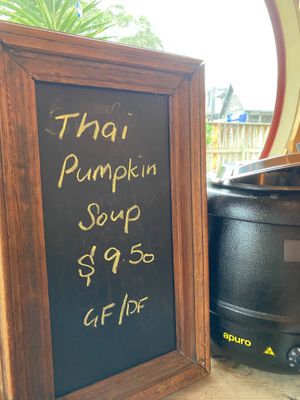 Thai
Pumpkin
Soup
$9.50
GF/DF
apuro